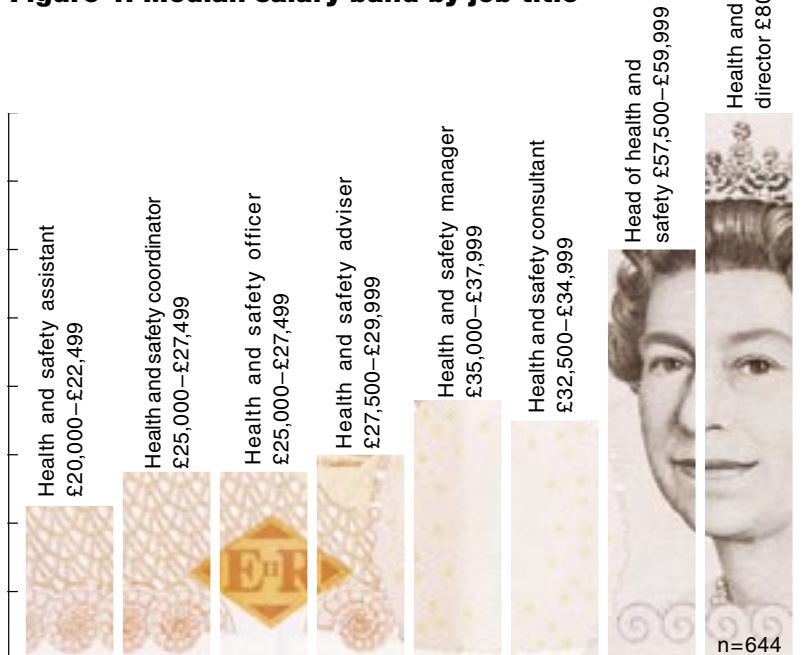 Figure
Median salary band by job title
Health and safety assistant
£20,000–£22,499
Health and safety coordinator
£25,000–£27,499
Health and safety officer
£25,000–£27,499
Health and safety adviser
£27,500–£29,999
Health and safety manager
£35,000–£37,999
Health and safety consultant
£32,500–£34,999
Head of health and
safety £57,500–£59,999
Health and
director £80
EIIR
n=644